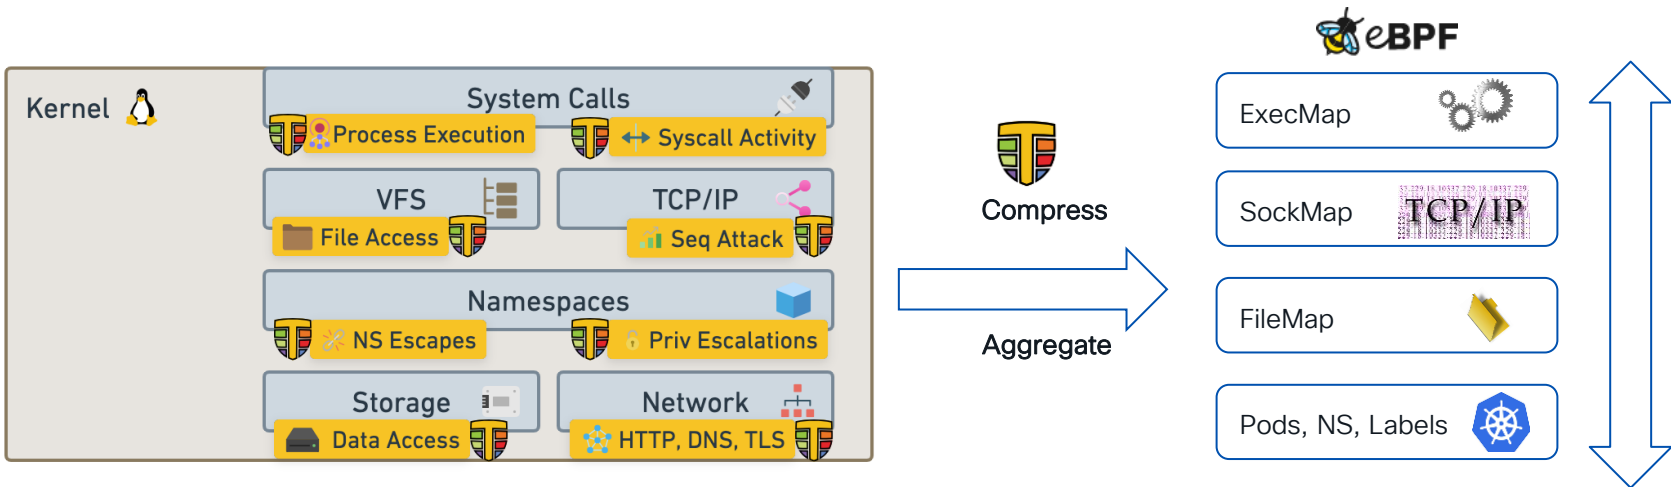 eBPF
Kernel
System Calls
Process Execution
Syscall Activity
VFS
TCP/IP
File Access
Seq Attack
Namespaces
NS Escapes
Priv Escalations
Storage
Network
Data Access
HTTP, DNS, TLS
Compress
Aggregate
ExecMap
SockMap
TCP/IP
FileMap
Pods, NS, Labels